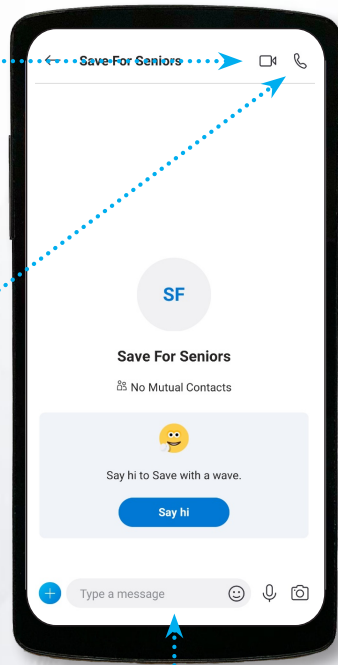 Save For Seniors
SF
Save For Seniors
No Mutual Contacts
Say hi to Save with a wave.
Say hi
Type a message